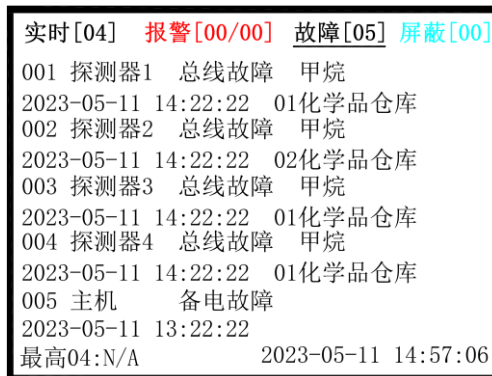 实时[04] 报警[00/00] 故障[05] 屏蔽[00]
001 探测器1 总线故障 甲烷
2023-05-11 14:22:22 01化学品仓库
002 探测器2 总线故障 甲烷
2023-05-11 14:22:22 02化学品仓库
003 探测器3 总线故障 甲烷
2023-05-11 14:22:22 01化学品仓库
004 探测器4 总线故障 甲烷
2023-05-11 14:22:22 01化学品仓库
005 主机 备电故障
2023-05-11 13:22:22
最高04:N/A 2023-05-11 14:57:06